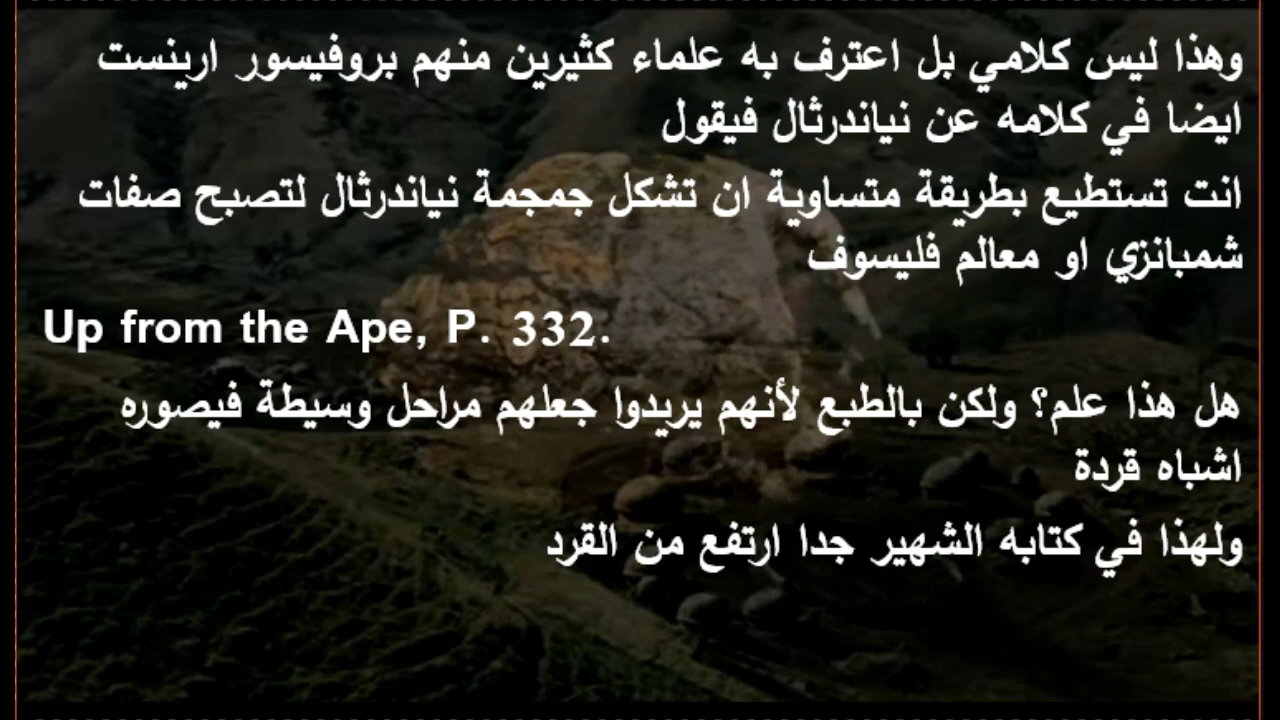 وهذا ليس كلامي بل اعترف به علماء كثيرين منهم بروفيسور ارينست
ايضا في كلامه عن نياندرثال فيقول
انت تستطيع بطريقة متساوية ان تشكل جمجمة نياندرثال لتصبح صفات
شمبانزي او معالم فليسوف
Up from the Ape, P. 332.
هل هذا علم؟ ولكن بالطبع لأنهم يريدوا جعلهم مراحل وسيطة فيصوره
اشباه قردة
ولهذا في كتابه الشهير جدا ارتفع من القرد